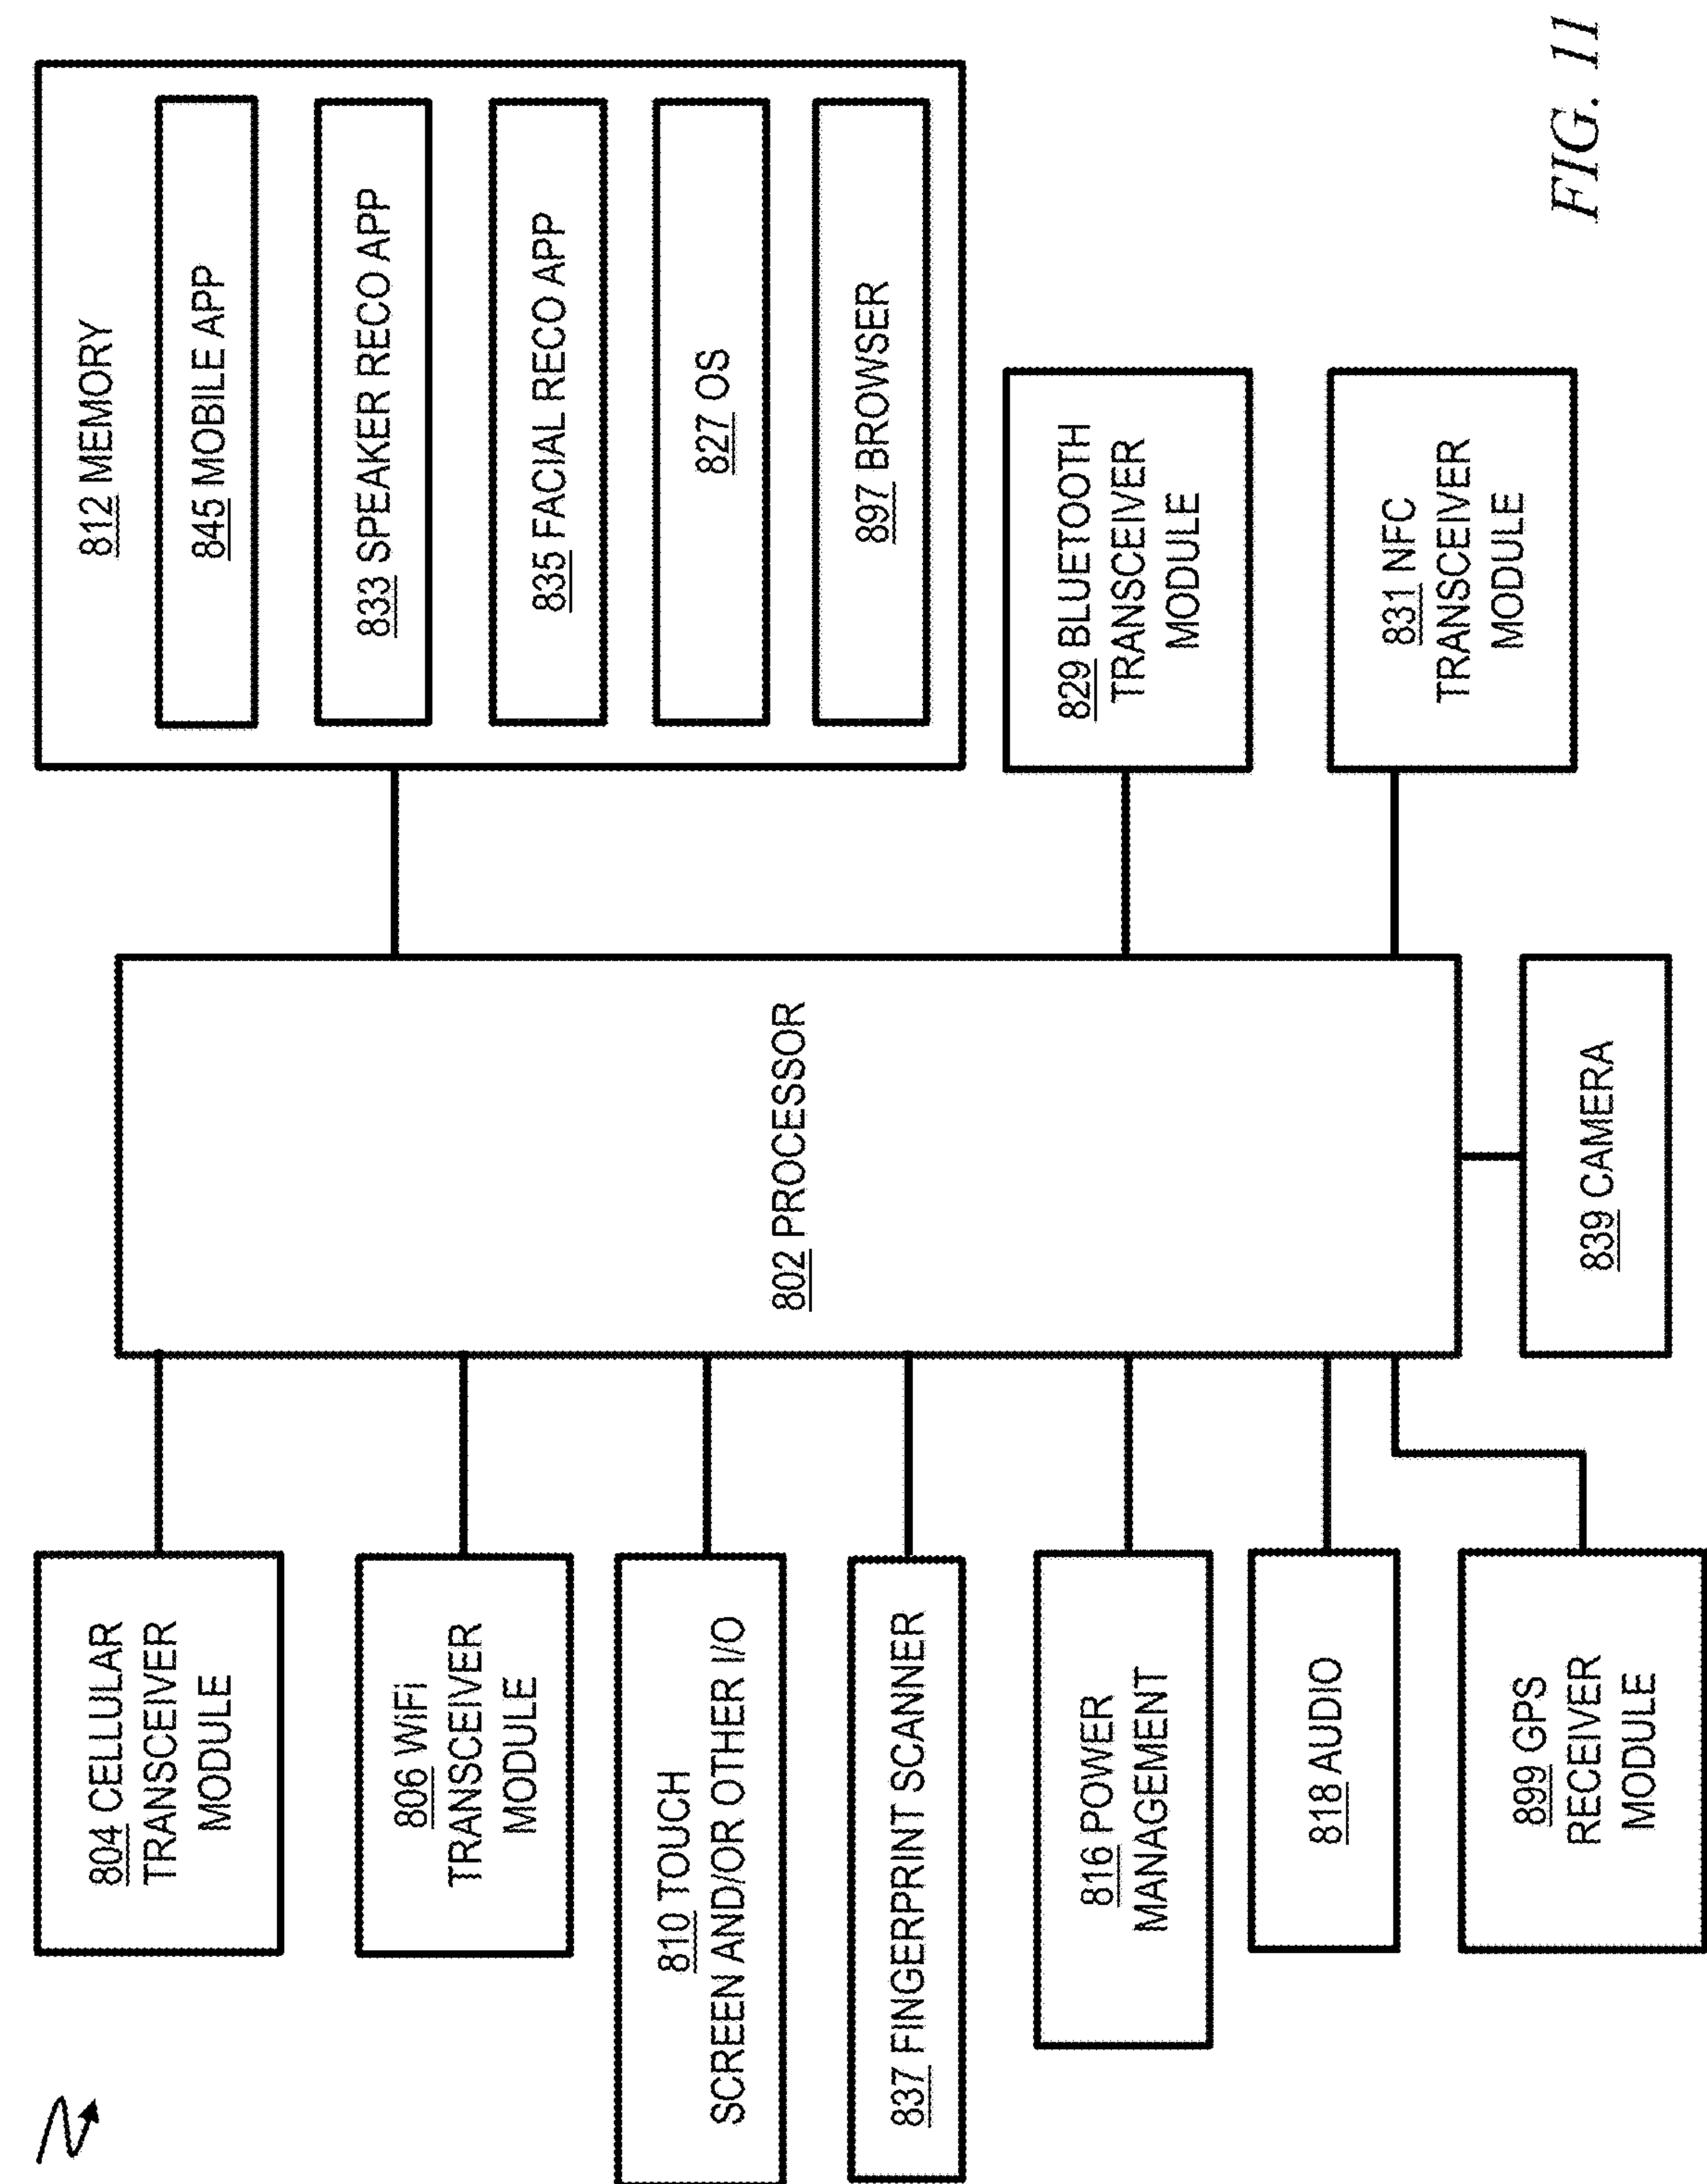 804 CELLULAR
TRANSCEIVER
MODULE
806 WiFi
TRANSCEIVER
MODULE
810 TOUCH
SCREEN AND/OR OTHER I/O
837 FINGERPRINT SCANNER
816 POWER
MANAGEMENT
818 AUDIO
899 GPS
RECEIVER
MODULE
802 PROCESSOR
839 CAMERA
812 MEMORY
845 MOBILE APP
833 SPEAKER RECO APP
835 FACIAL RECO APP
827 OS
897 BROWSER
829 BLUETOOTH
TRANSCEIVER
MODULE
831 NFC
TRANSCEIVER
MODULE
FIG. 11